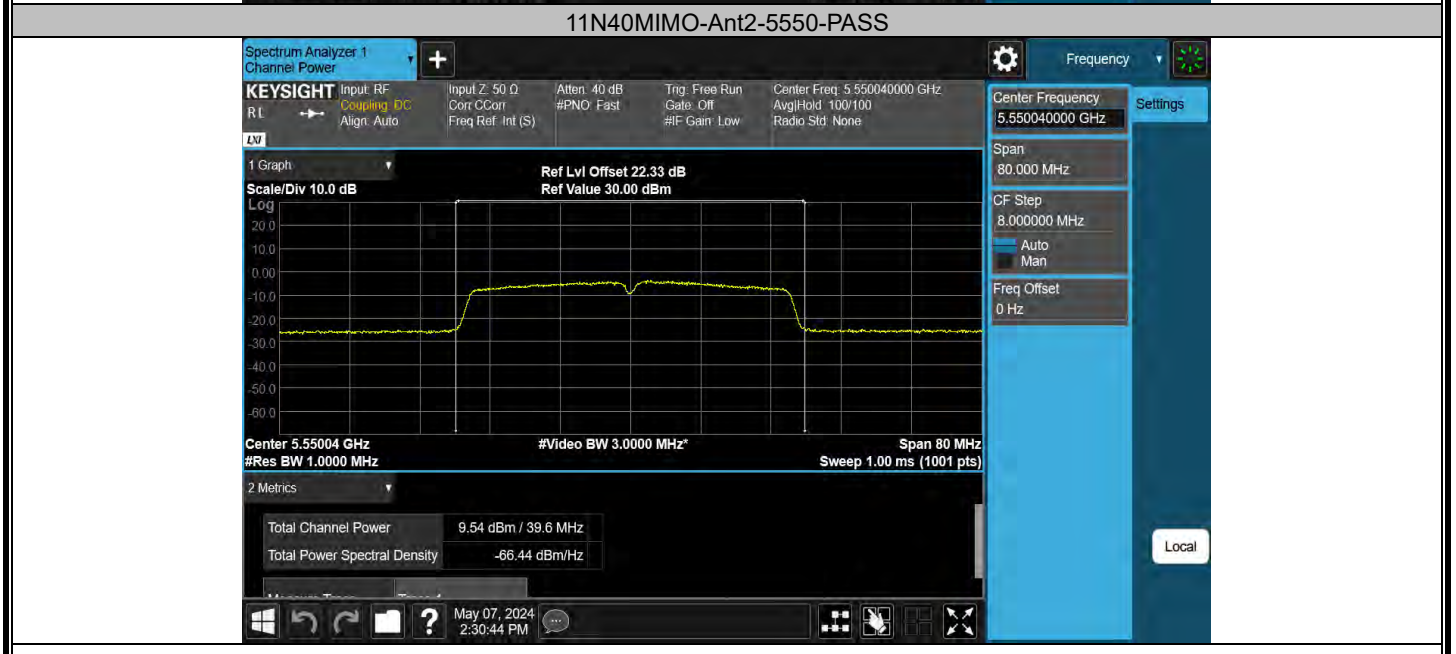 11N40MIMO-Ant2-5550-PASS
Spectrum Analyzer 1
Channel Power
+
Frequency
KEYSIGHT
RL
LXI
Input: RF
Coupling: DC
Align: Auto
Input Z: 50 Ω
Corr CCorr
Freq Ref: Int (S)
Atten: 40 dB
#PNO: Fast
Trig: Free Run
Gate: Off
#IF Gain: Low
Center Freq: 5.550040000 GHz
Avg|Hold: 100/100
Radio Std: None
Center Frequency
5.550040000 GHz
Settings
Span
80.000 MHz
CF Step
8.000000 MHz
Auto
Man
Freq Offset
0 Hz
1 Graph
Scale/Div 10.0 dB
Ref Lvl Offset 22.33 dB
Ref Value 30.00 dBm
Log
20.0
10.0
0.00
-10.0
-20.0
-30.0
-40.0
-50.0
-60.0
Center 5.55004 GHz
#Video BW 3.0000 MHz*
Span 80 MHz
#Res BW 1.0000 MHz
Sweep 1.00 ms (1001 pts)
2 Metrics
Total Channel Power 9.54 dBm / 39.6 MHz
Total Power Spectral Density -66.44 dBm/Hz
Local
?
May 07, 2024
2:30:44 PM